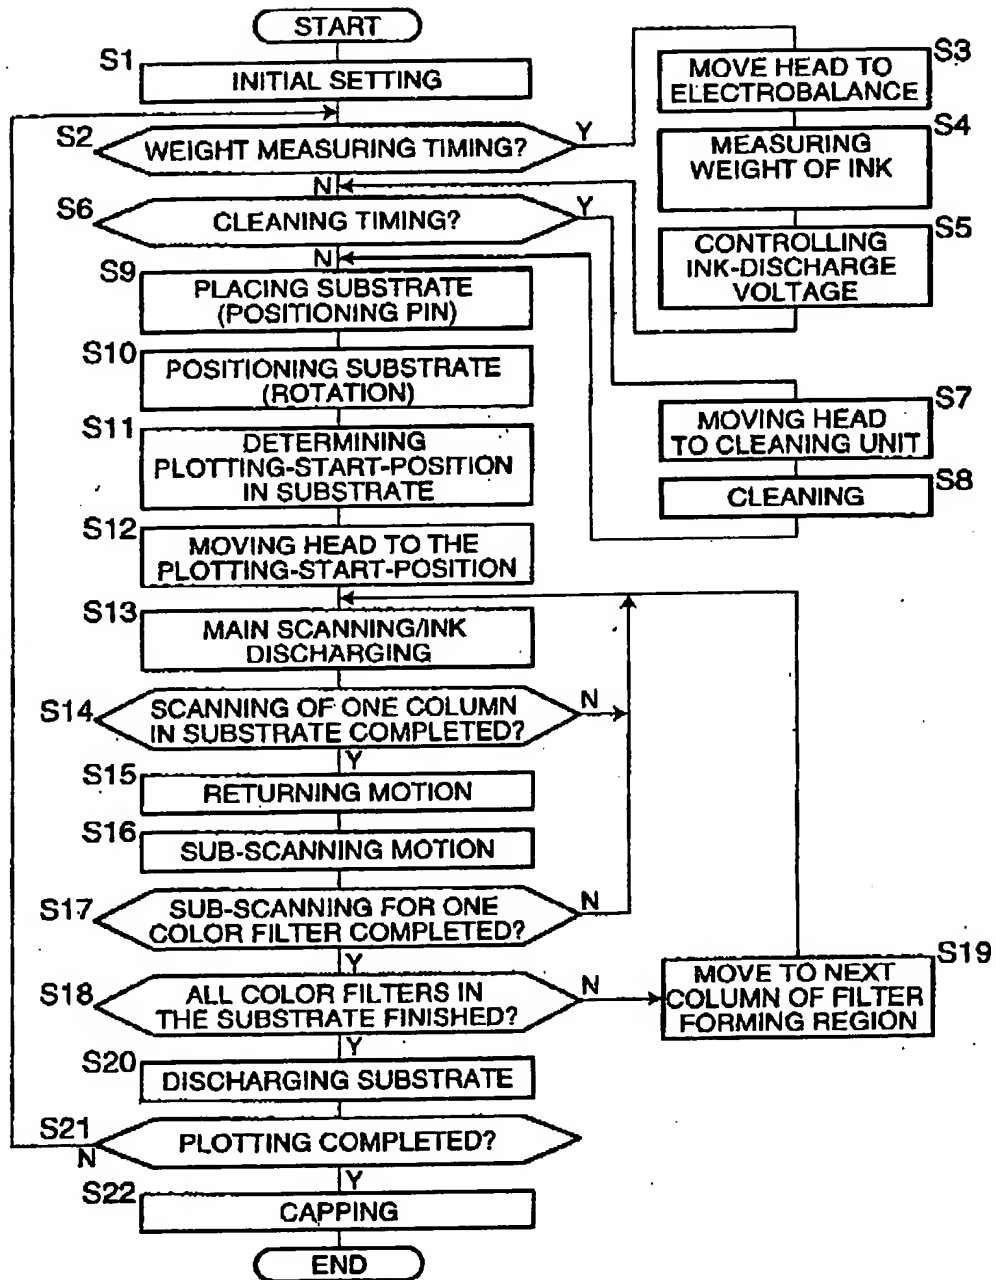 START
S1
INITIAL SETTING
S2
WEIGHT MEASURING TIMING?
Y
N
S3
MOVE HEAD TO
ELECTROBALANCE
S4
MEASURING
WEIGHT OF INK
S5
CONTROLLING
INK-DISCHARGE
VOLTAGE
S6
CLEANING TIMING?
Y
N
S7
MOVING HEAD
TO CLEANING UNIT
S8
CLEANING
S9
PLACING SUBSTRATE
(POSITIONING PIN)
S10
POSITIONING SUBSTRATE
(ROTATION)
S11
DETERMINING
PLOTTING-START-POSITION
IN SUBSTRATE
S12
MOVING HEAD TO THE
PLOTTING-START-POSITION
S13
MAIN SCANNING/INK
DISCHARGING
S14
SCANNING OF ONE COLUMN
IN SUBSTRATE COMPLETED?
N
Y
S15
RETURNING MOTION
S16
SUB-SCANNING MOTION
S17
SUB-SCANNING FOR ONE
COLOR FILTER COMPLETED?
N
Y
S18
ALL COLOR FILTERS IN
THE SUBSTRATE FINISHED?
N
Y
S19
MOVE TO NEXT
COLUMN OF FILTER
FORMING REGION
S20
DISCHARGING SUBSTRATE
S21
PLOTTING COMPLETED?
N
Y
S22
CAPPING
END